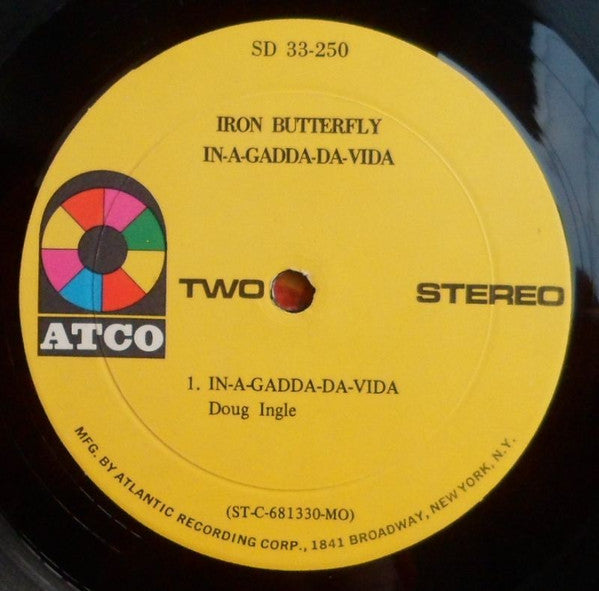 SD 33-250
IRON BUTTERFLY
IN-A-GADDA-DA-VIDA
ATCO
TWO
STEREO
1. IN-A-GADDA-DA-VIDA
Doug Ingle
(ST-C-681330-MO)
MFG. BY ATLANTIC RECORDING CORP., 1841 BROADWAY, NEW YORK, N.Y.